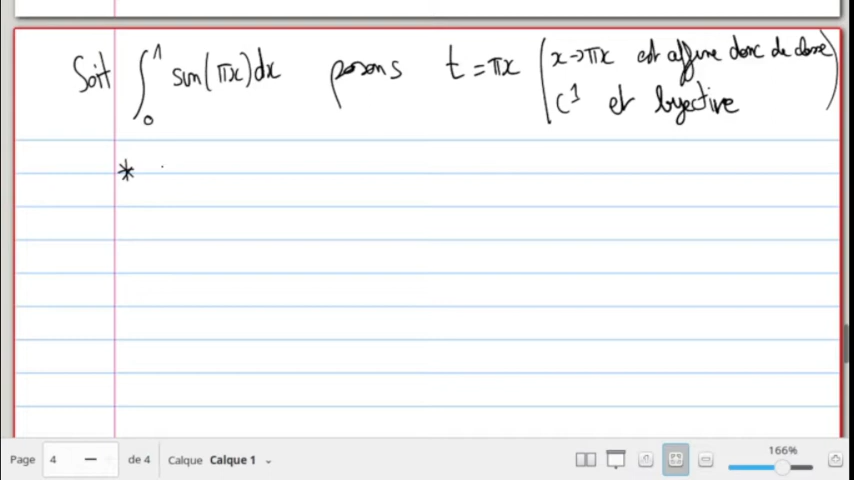 Soit ∫₀¹ sin(πx)dx posons t = πx (x→πx est affine donc de classe
C¹ et bijective)
*
Page 4 de 4 Calque Calque 1 166%